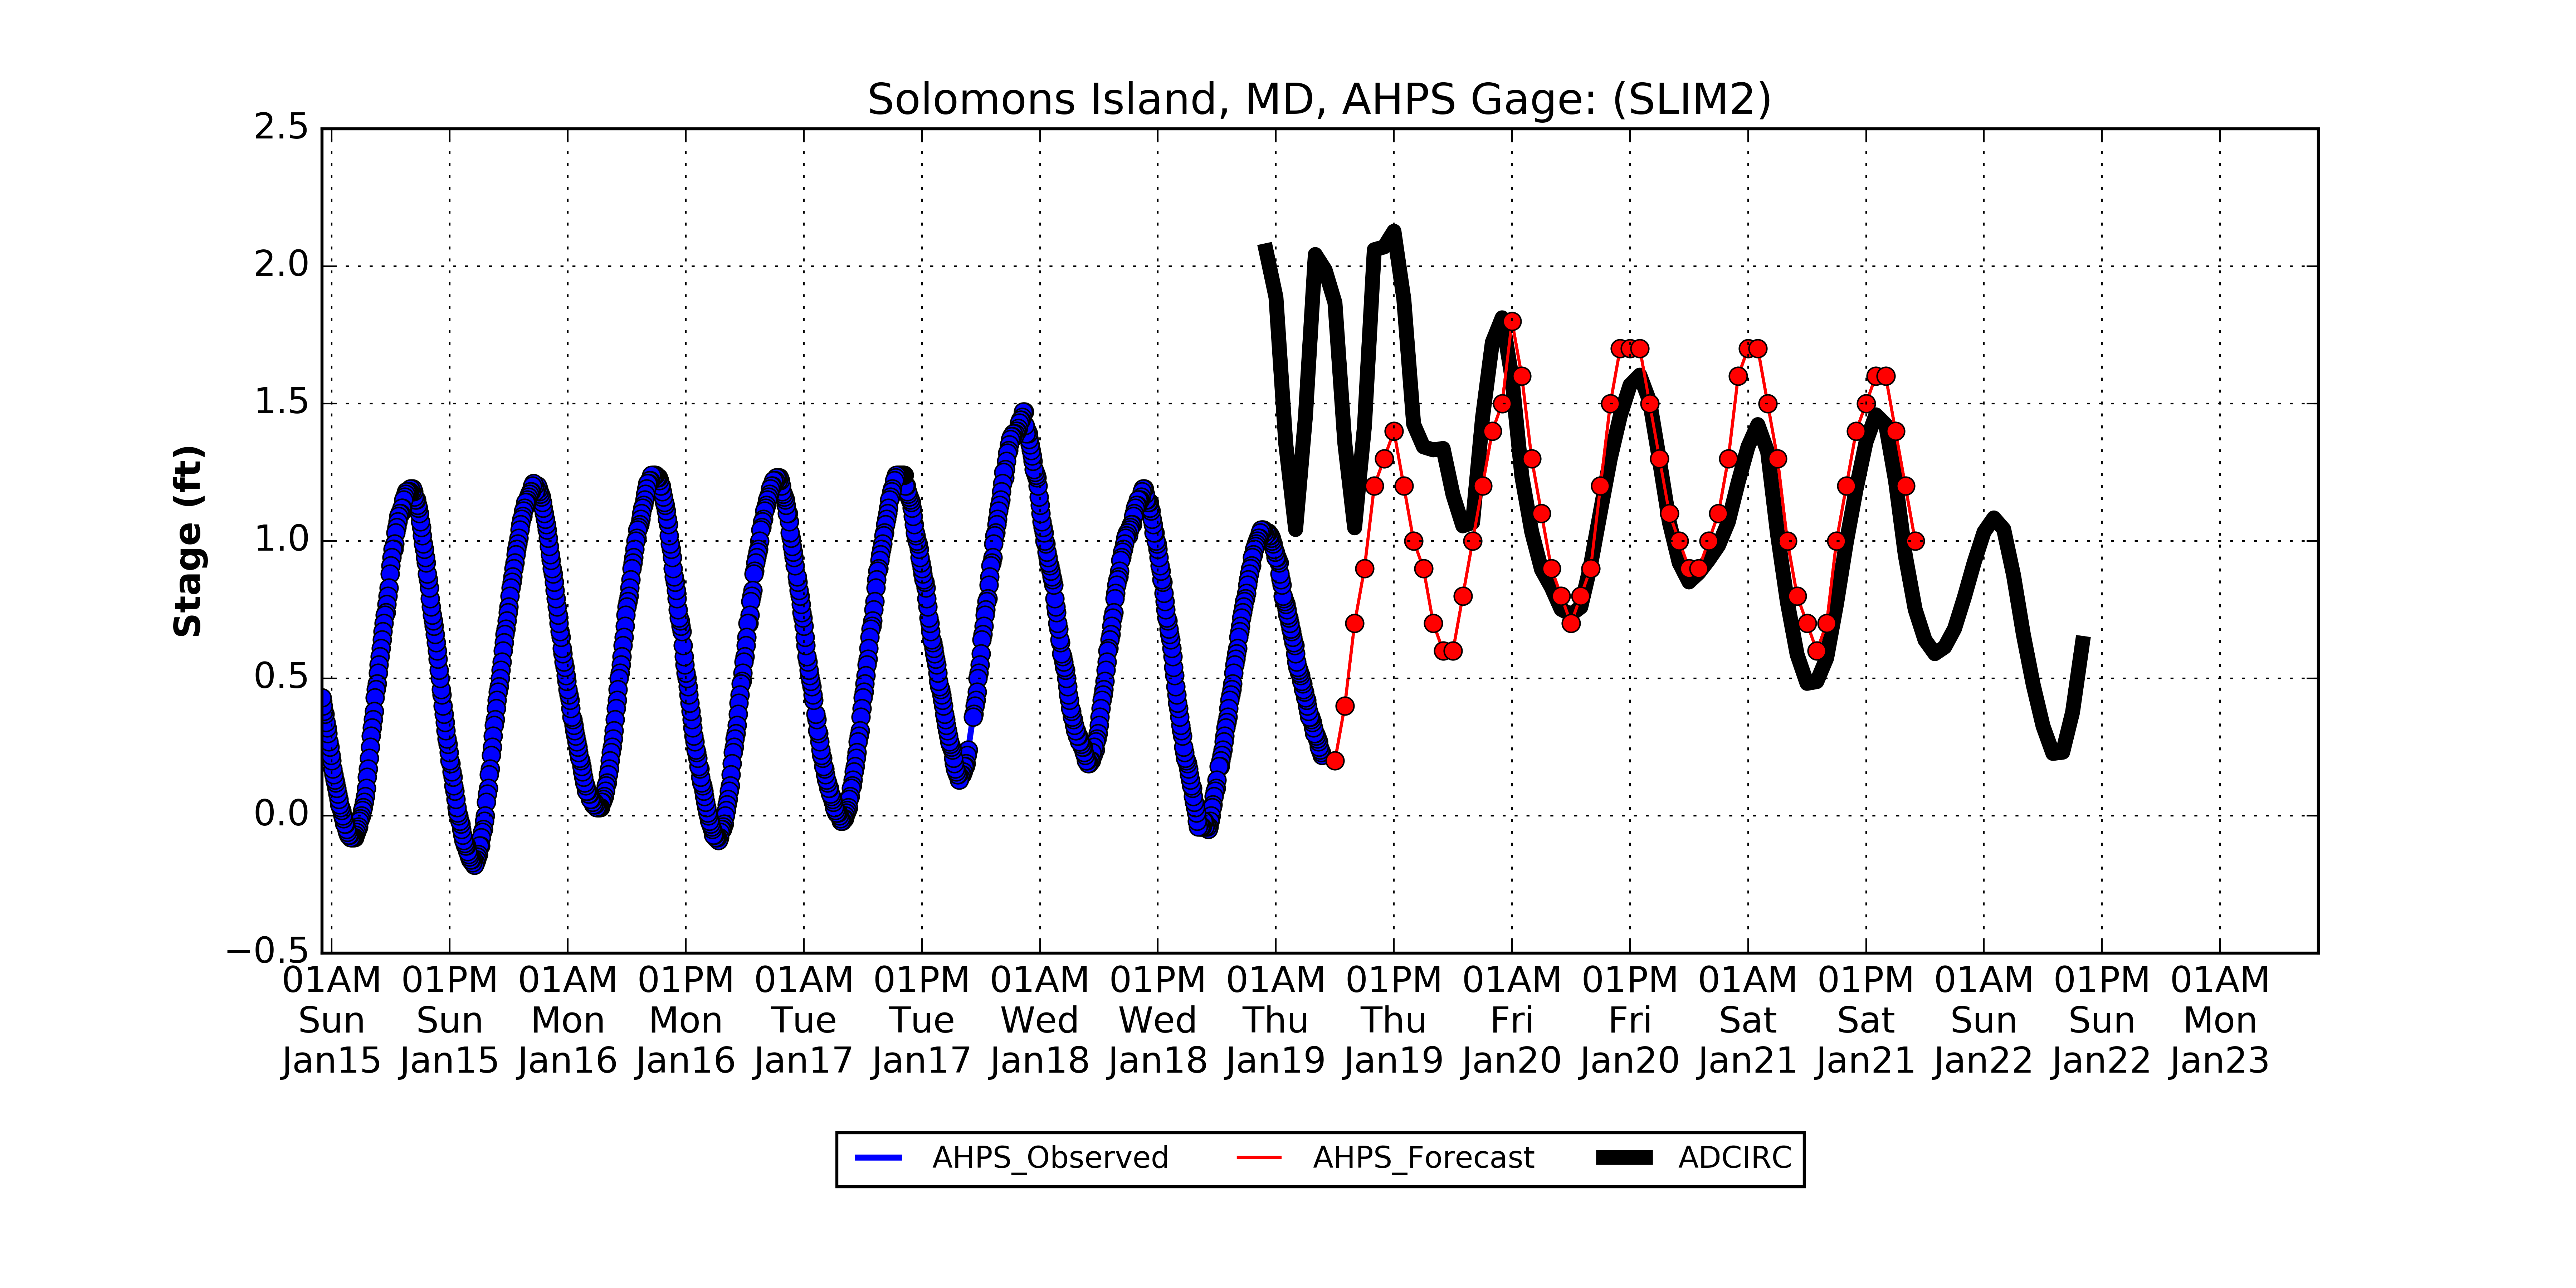 Solomons Island, MD, AHPS Gage: (SLIM2)
2.5
2.0
1.5
1.0
0.5
0.0
−0.5
Stage (ft)
01AM 01PM 01AM 01PM 01AM 01PM 01AM 01PM 01AM 01PM 01AM 01PM 01AM 01PM 01AM 01PM 01AM
Sun Sun Mon Mon Tue Tue Wed Wed Thu Thu Fri Fri Sat Sat Sun Sun Mon
Jan15 Jan15 Jan16 Jan16 Jan17 Jan17 Jan18 Jan18 Jan19 Jan19 Jan20 Jan20 Jan21 Jan21 Jan22 Jan22 Jan23
AHPS_Observed AHPS_Forecast ADCIRC